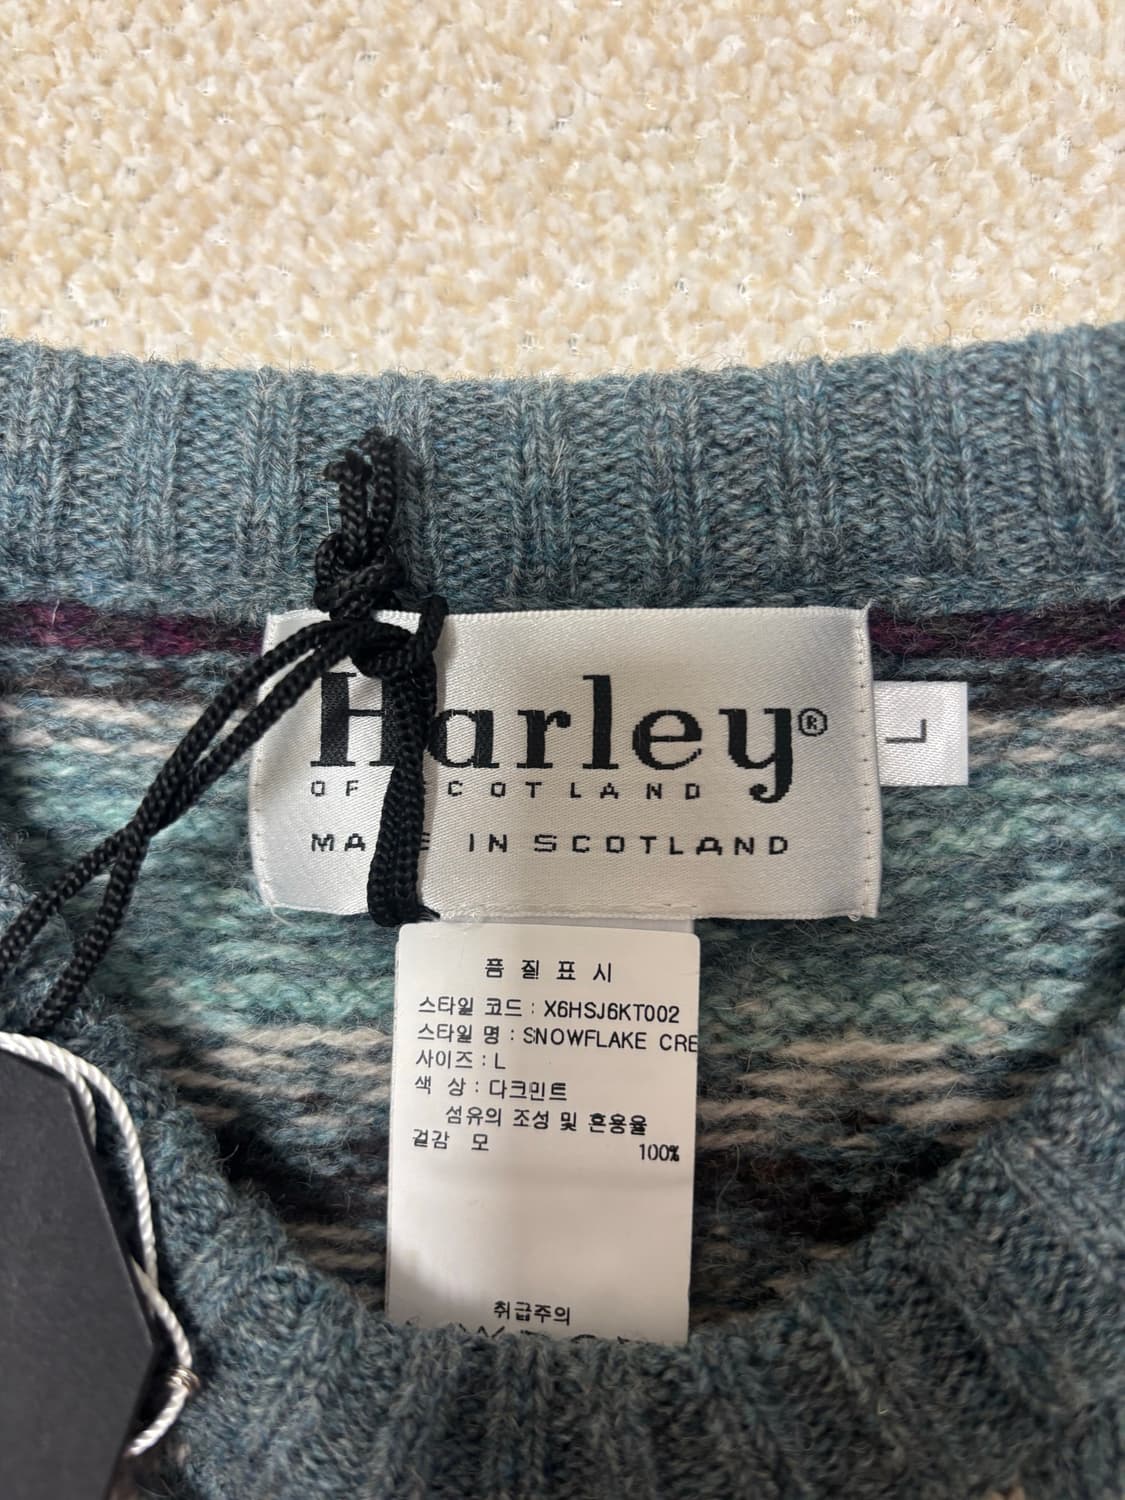 Harley®
OF SCOTLAND
MADE IN SCOTLAND
L
품 질 표 시
스타일 코드 : X6HSJ6KT002
스타일 명 : SNOWFLAKE CRE
사이즈 : L
색 상 : 다크민트
섬유의 조성 및 혼용율
겉감 모 100%
취급주의